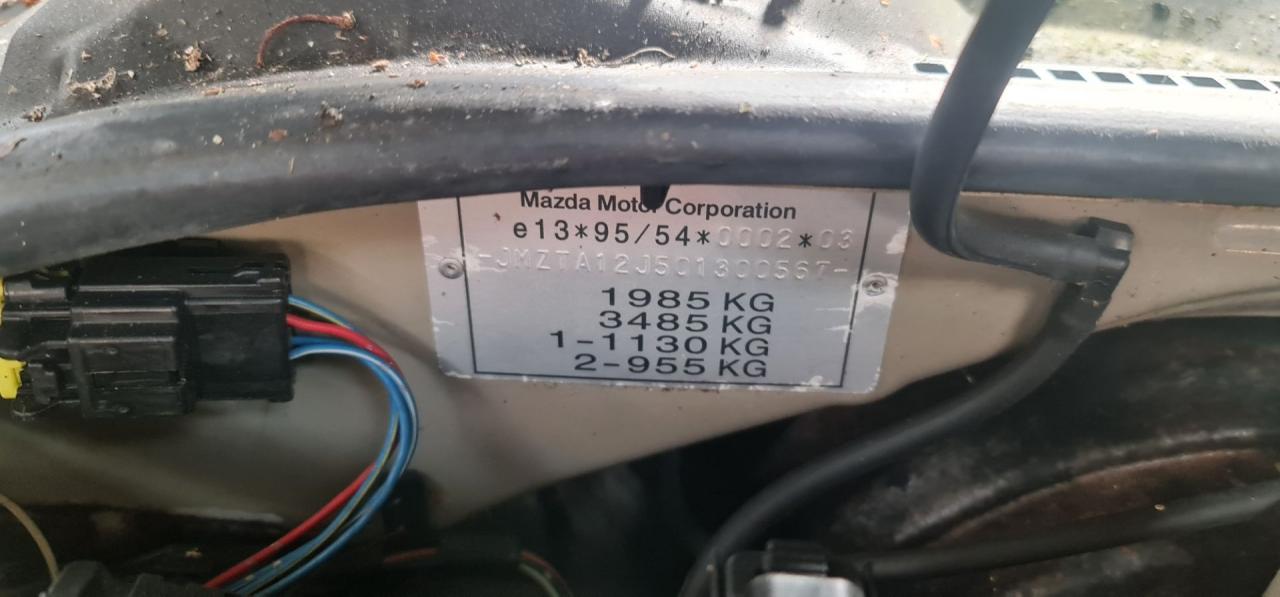 Mazda Motor Corporation
e13*95/54*0002*03
-JMZTA12J501300567-
1985 KG
3485 KG
1-1130 KG
2-955 KG